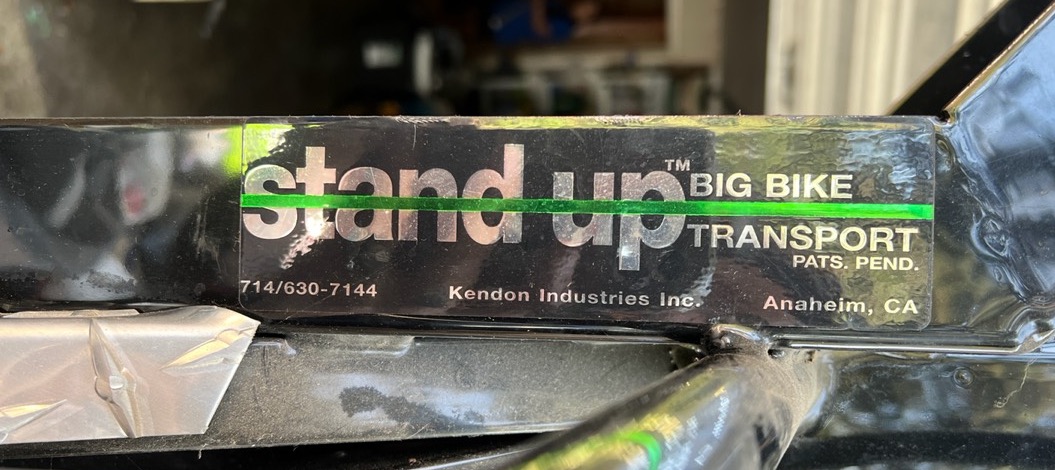 stand up™ BIG BIKE
TRANSPORT
PATS. PEND.
714/630-7144 Kendon Industries Inc. Anaheim, CA